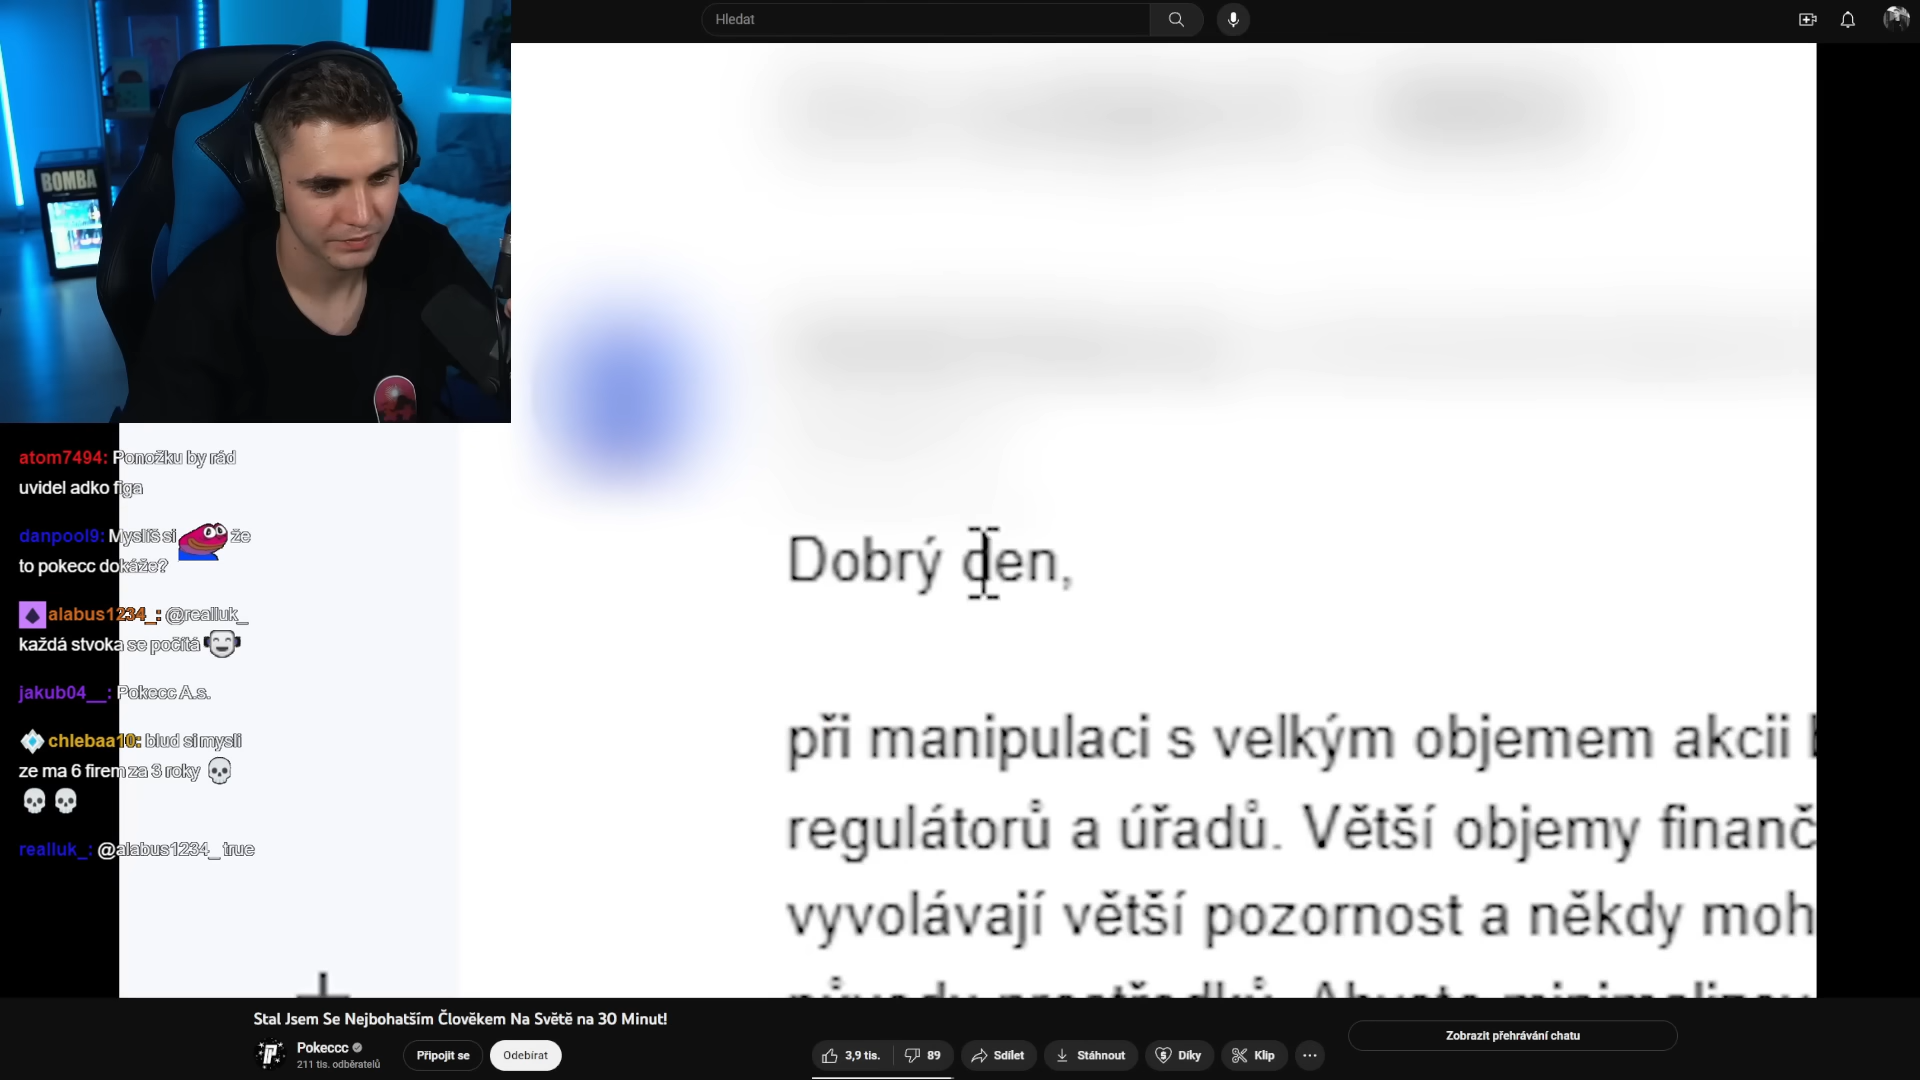 Hledat
BOMBA
Dobrý den,
při manipulaci s velkým objemem akcií
regulátorů a úřadů. Větší objemy finanč
vyvolávají větší pozornost a někdy moh
atom7494: Ponožku by rád
uvidel adko figa
danpool9: Myslíš si že
to pokecc dokáže?
alabus1234_: @realluk_
každá stvoka se počítá
jakub04__: Pokecc A.s.
chlebaa10: blud si mysli
ze ma 6 firem za 3 roky
realluk_: @alabus1234_ true
Stal Jsem Se Nejbohatším Člověkem Na Světě na 30 Minut!
Pokeccc
211 tis. odběratelů
Připojit se
Odebírat
3,9 tis.
89
Sdílet
Stáhnout
Díky
Klip
Zobrazit přehrávání chatu